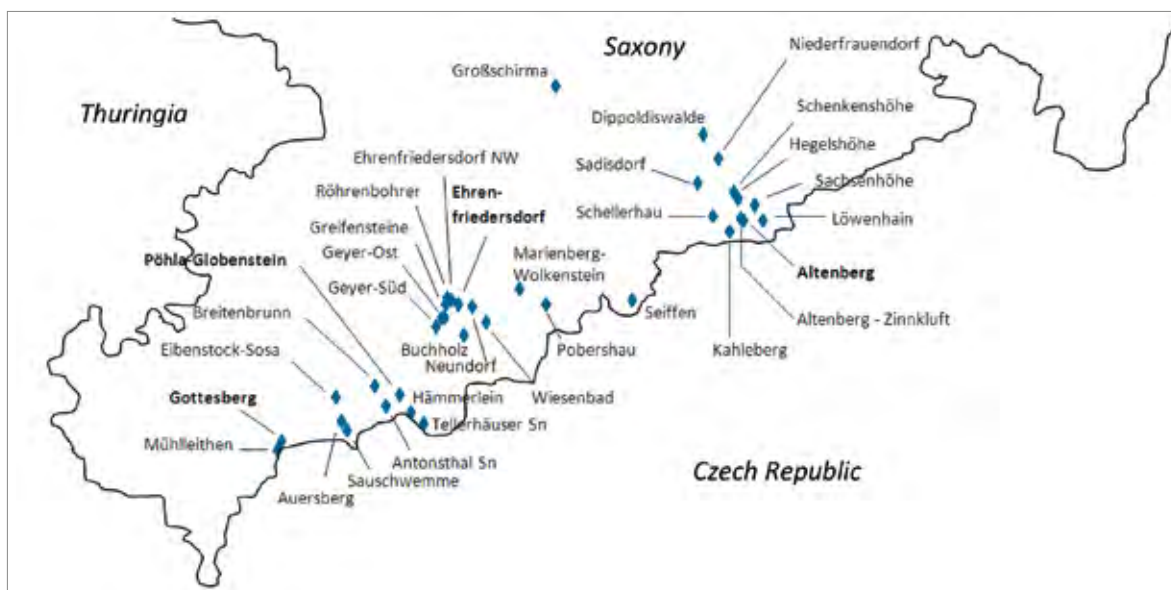 Saxony
Niederfrauendorf
Großschirma
Thuringia
Schenkenshöhe
Dippoldiswalde
Hegelshöhe
Ehrenfriedersdorf NW
Sadisdorf
Sachsenhöhe
Röhrenbohrer
Ehren-
friedersdorf
Schellerhau
Löwenhain
Greifensteine
Geyer-Ost
Marienberg-
Wolkenstein
Pöhla-Globenstein
Altenberg
Geyer-Süd
Breitenbrunn
Seiffen
Altenberg - Zinnkluft
Eibenstock-Sosa
Buchholz
Pobershau
Kahleberg
Neundorf
Gottesberg
Hämmerlein
Wiesenbad
Tellerhäuser Sn
Mühlleithen
Antonsthal Sn
Czech Republic
Sauschwemme
Auersberg